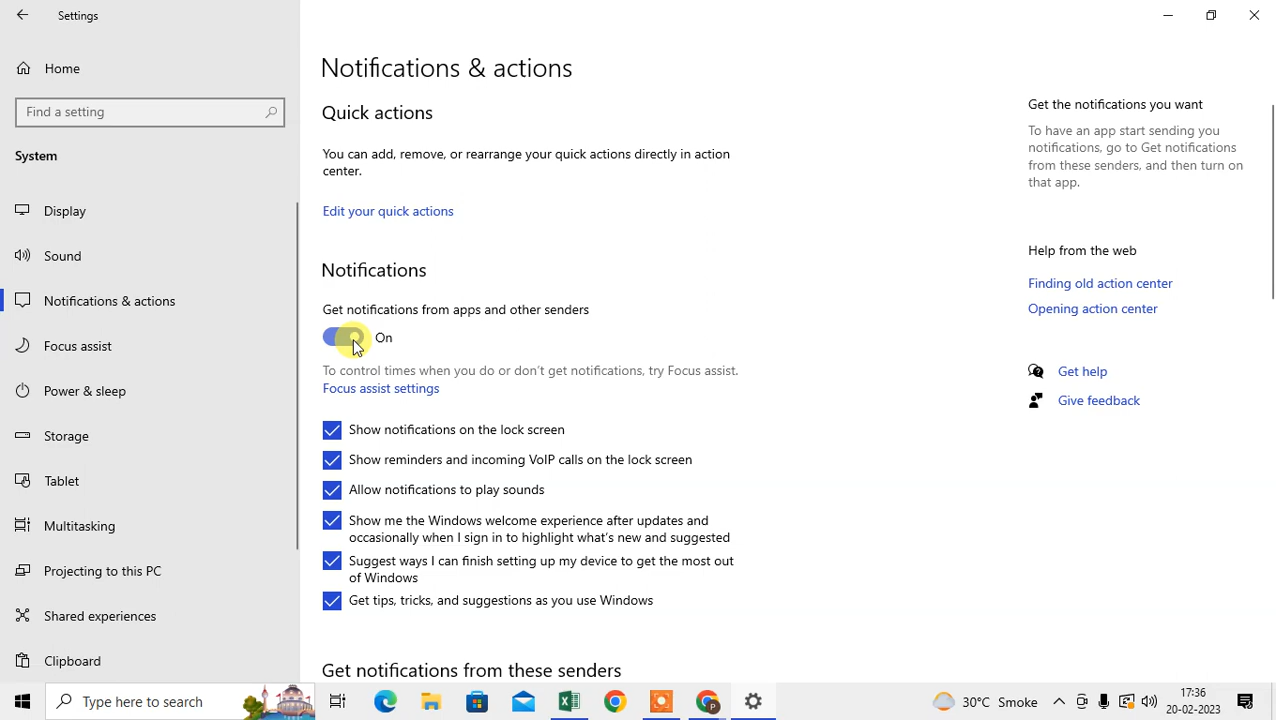 Settings
Home
Find a setting
System
Display
Sound
Notifications & actions
Focus assist
Power & sleep
Storage
Tablet
Multitasking
Projecting to this PC
Shared experiences
Clipboard
Notifications & actions
Quick actions
You can add, remove, or rearrange your quick actions directly in action
center.
Edit your quick actions
Notifications
Get notification from apps and other senders
On
To control times when you do or don't get notifications, try Focus assist.
Focus assist settings
Show notifications on the lock screen
Show reminders and incoming VoIP calls on the lock screen
Allow notifications to play sounds
Show me the Windows welcome experience after updates and
occasionally when I sign in to highlight what's new and suggested
Suggest ways I can finish setting up my device to get the most out
of Windows
Get tips, tricks, and suggestions as you use Windows
Get notifications from these senders
Get the notifications you want
To have an app start sending you
notifications, go to Get notifications
from these senders, and then turn on
that app.
Help from the web
Finding old action center
Opening action center
Get help
Give feedback
Type here to search
P
30°C Smoke
17:36
20-02-2023